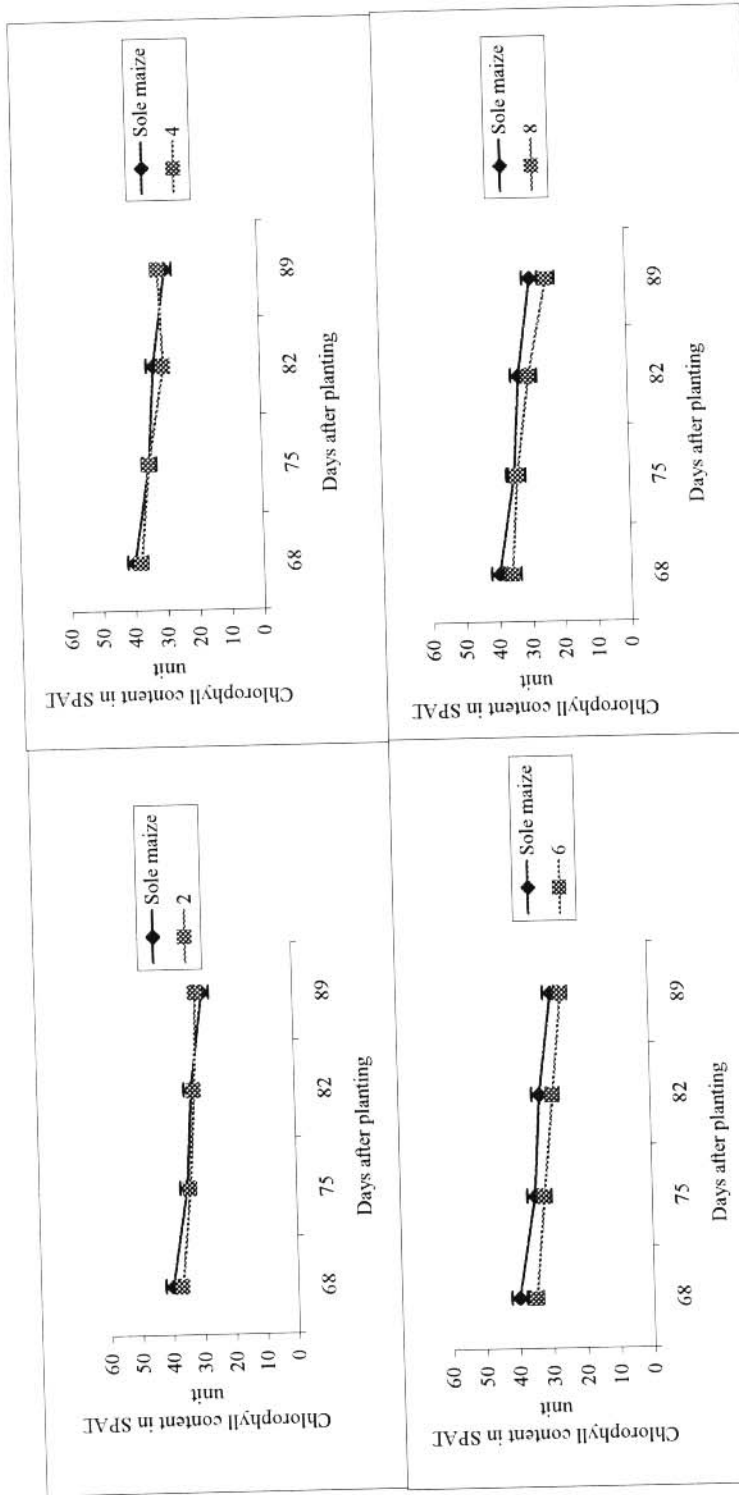 Chlorophyll content in SPAD
unit
60
50
40
30
20
10
0
68 75 82 89
Days after planting
Sole maize
2
Chlorophyll content in SPAD
unit
60
50
40
30
20
10
0
68 75 82 89
Days after planting
Sole maize
4
Chlorophyll content in SPAD
unit
60
50
40
30
20
10
0
68 75 82 89
Days after planting
Sole maize
6
Chlorophyll content in SPAD
unit
60
50
40
30
20
10
0
68 75 82 89
Days after planting
Sole maize
8